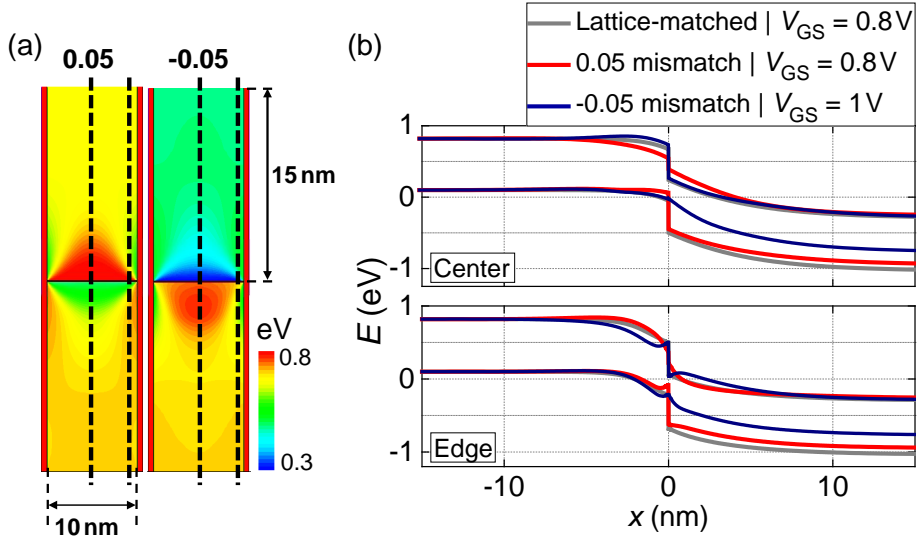 (a)
0.05
-0.05
15 nm
eV
0.8
0.3
10 nm
(b)
Lattice-matched | VGS = 0.8 V
0.05 mismatch | VGS = 0.8 V
-0.05 mismatch | VGS = 1 V
1
0
-1
Center
E (eV)
1
0
-1
Edge
-10
0
10
x (nm)